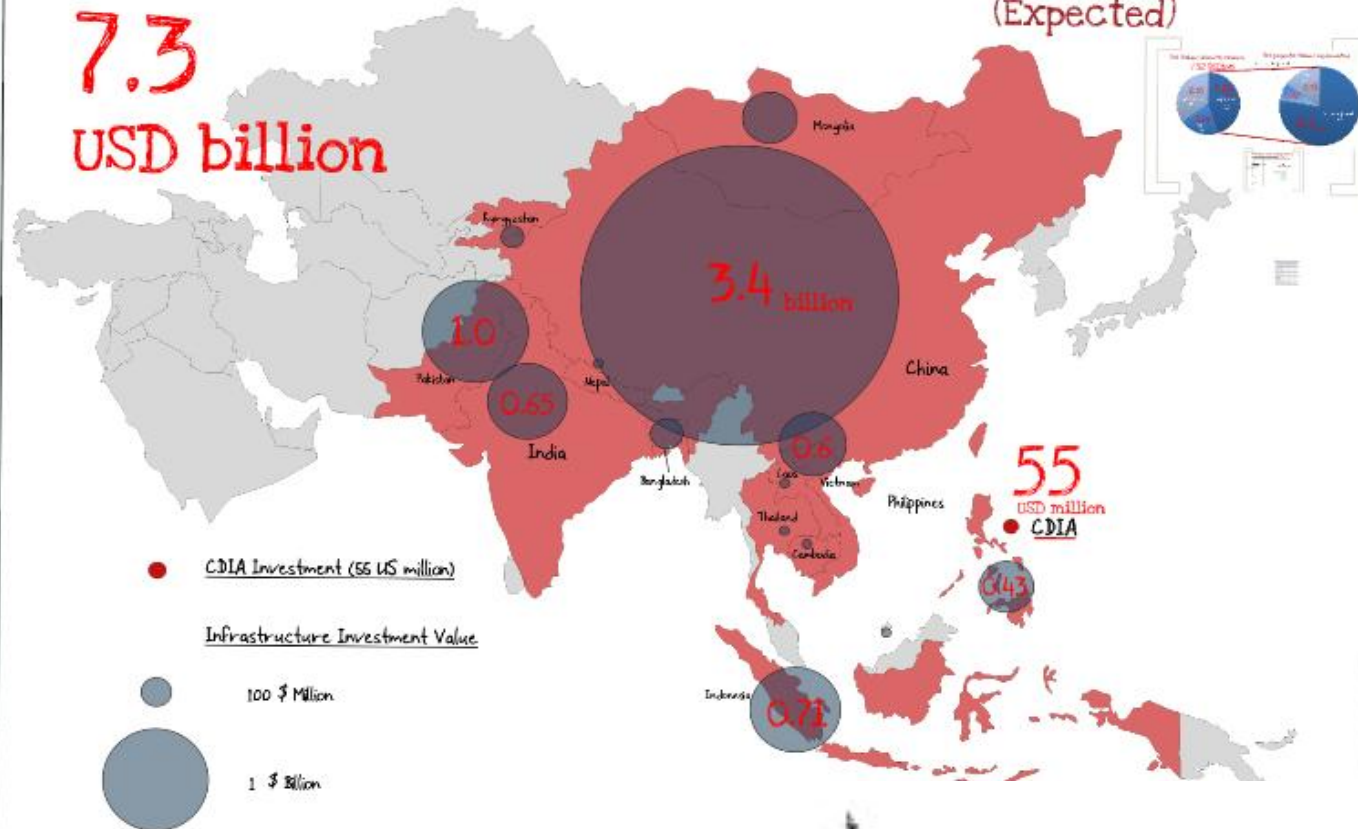 7.3
USD billion
(Expected)
Mongolia
Kyrgyzstan
3.4 billion
1.0
Pakistan
Nepal
China
0.65
India
0.6
Bangladesh
Laos
Vietnam
Philippines
55
USD million
CDIA
Thailand
Cambodia
0.43
CDIA Investment (55 US million)
Infrastructure Investment Value
100 $ Million
Indonesia
0.71
1 $ Billion